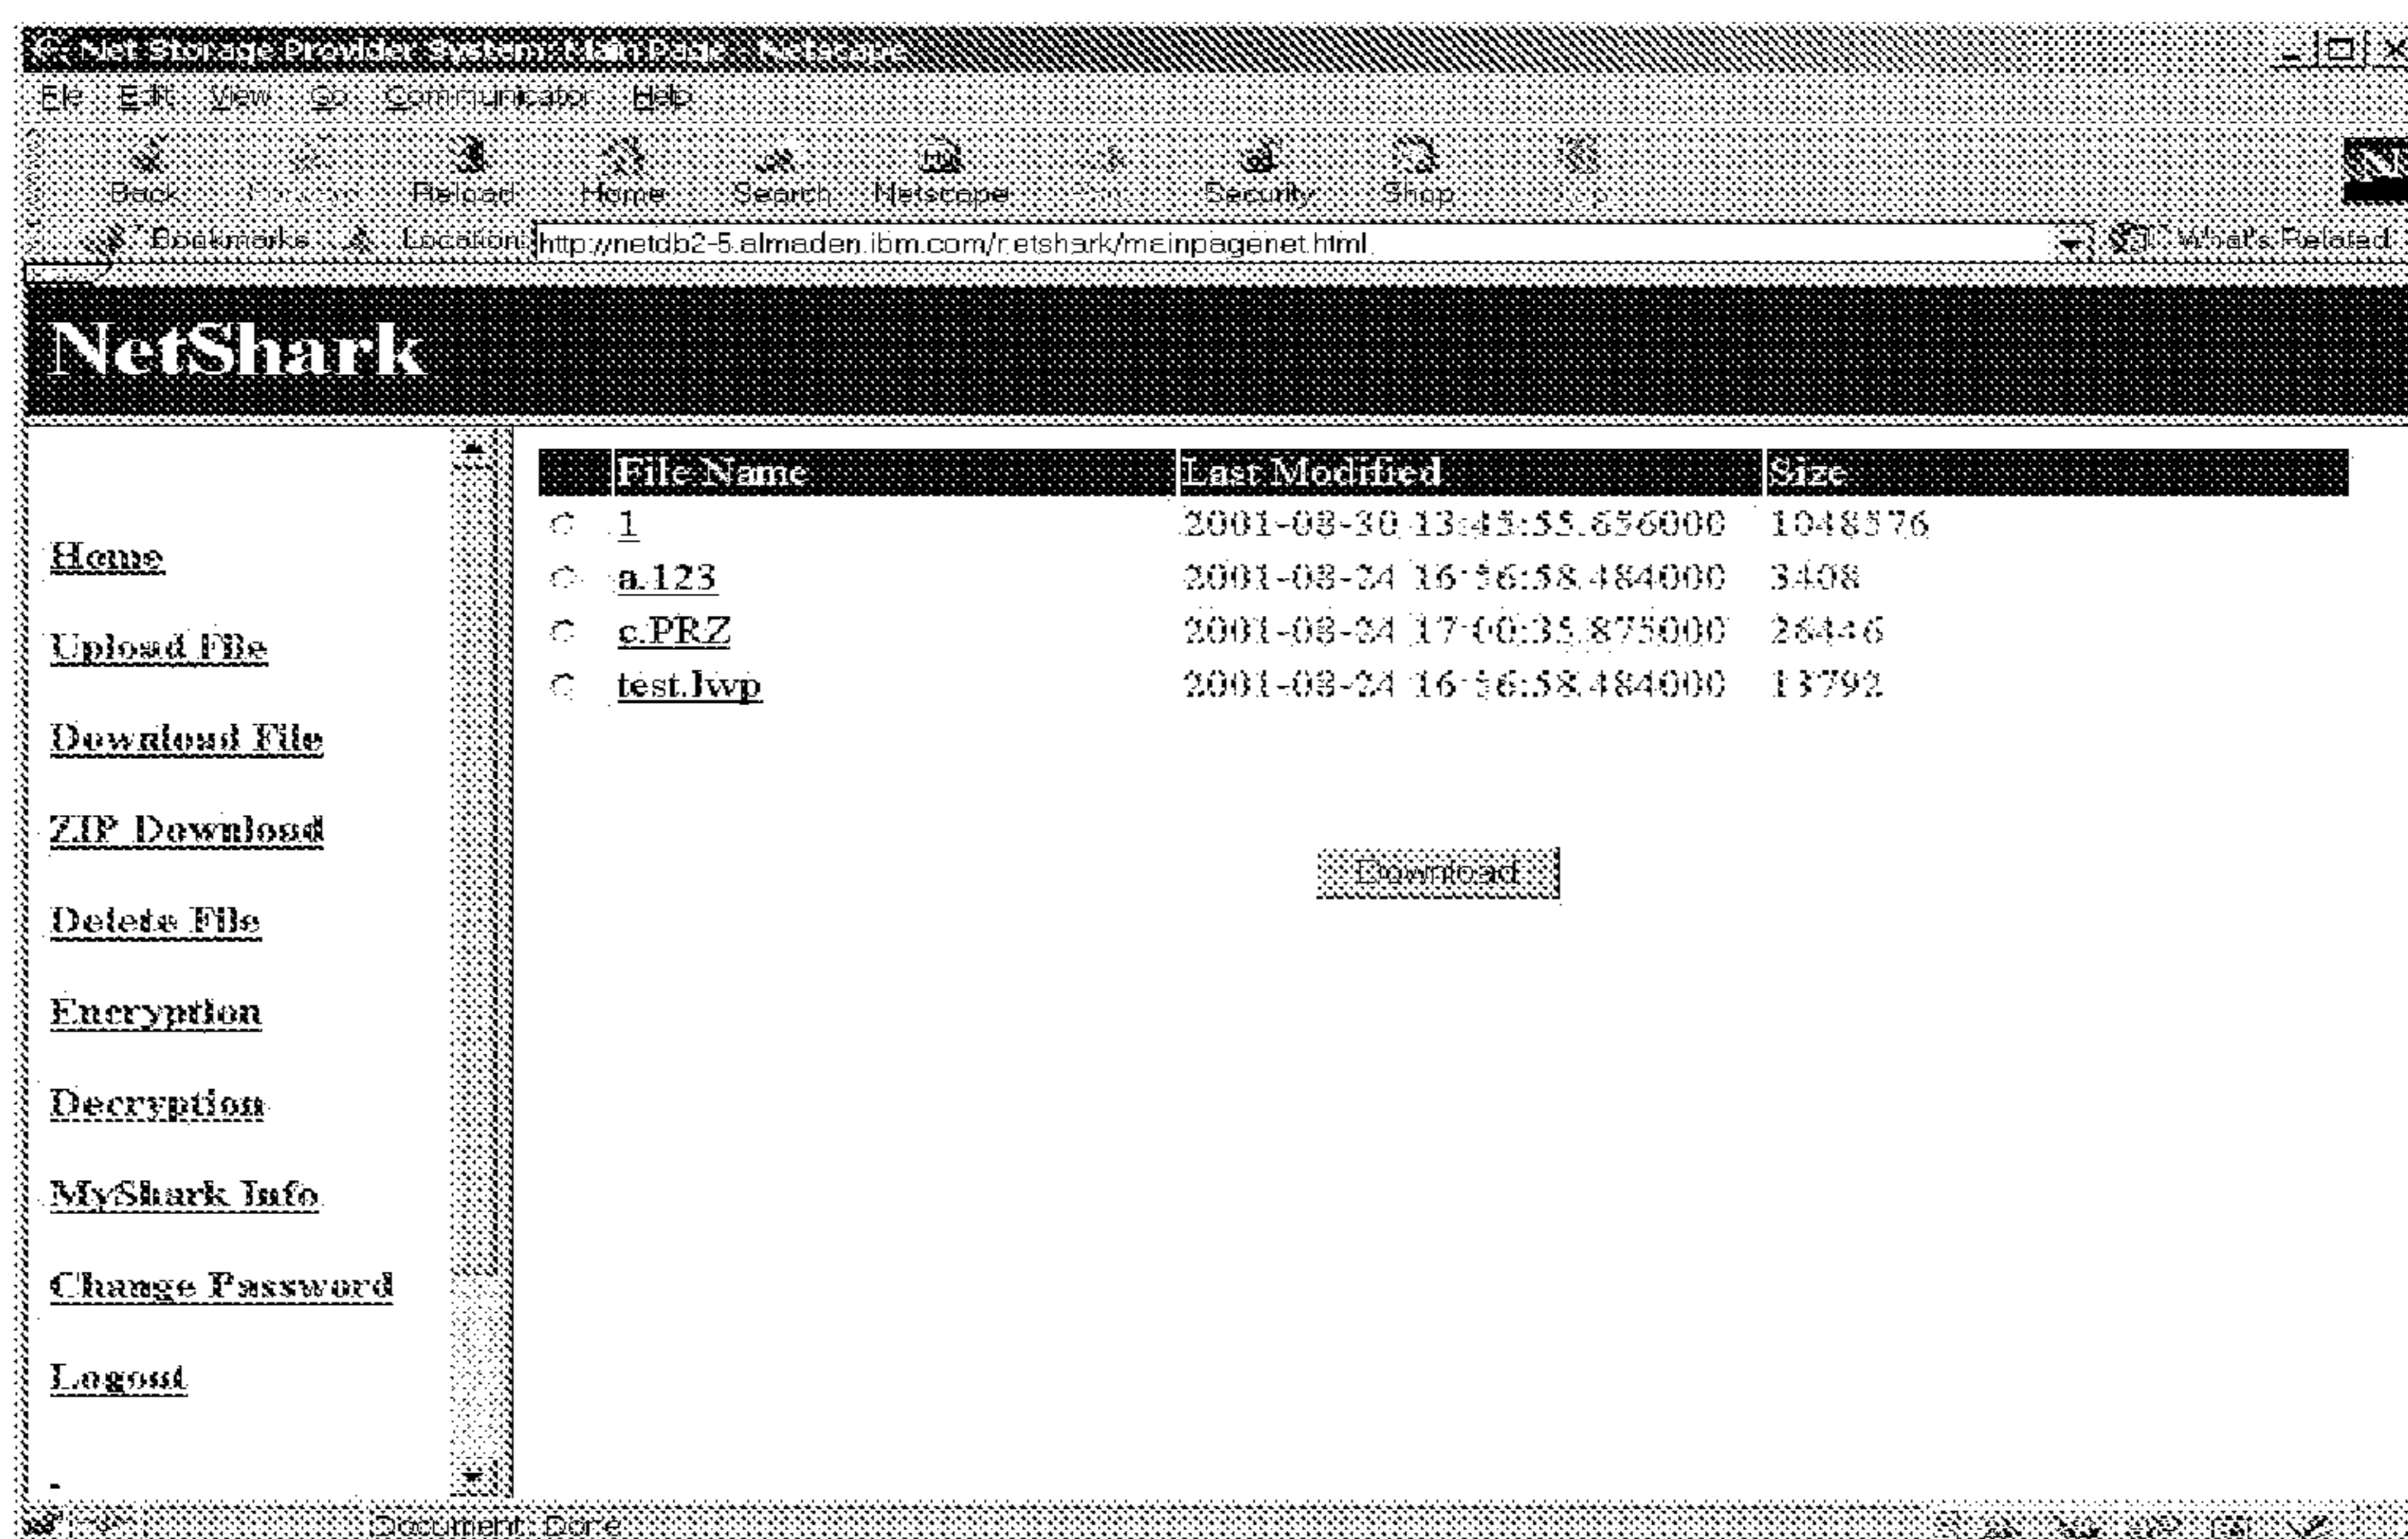 Net Storage Provider System: Main Page - Netscape
File Edit View Go Communicator Help
Back Reload Home Search Netscape Security Shop
Bookmarks Location: http://netdb2-5.almaden.ibm.com/netshark/mainpagenet.html What's Related
NetShark
Home
Upload File
Download File
ZIP Download
Delete File
Encryption
Decryption
MyShark Info
Change Password
Logout
File Name Last Modified Size
1 2001-08-30 13:45:55.656000 1048576
a.123 2001-08-24 16:56:58.484000 3408
c.PRZ 2001-08-24 17:00:35.875000 26446
test.lwp 2001-08-24 16:56:58.484000 13792
Download
Document: Done